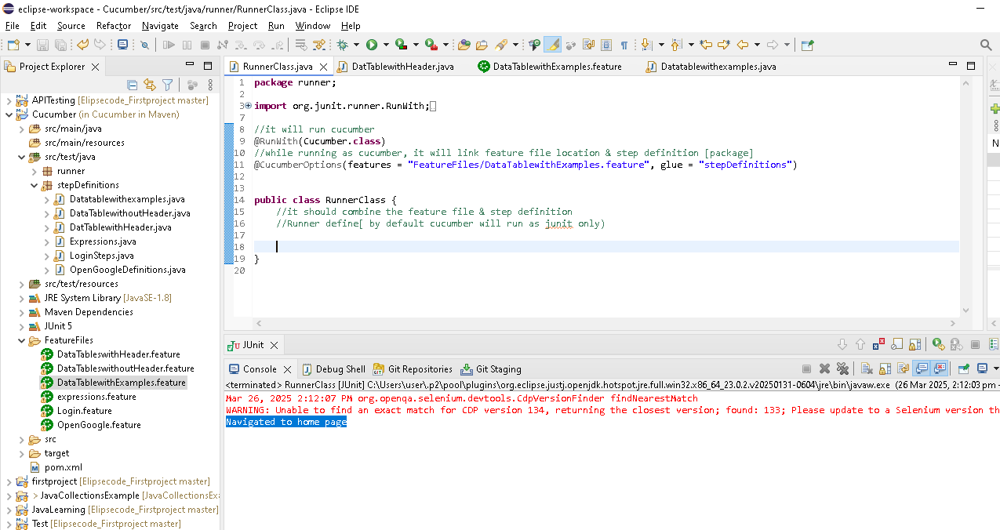 eclipse-workspace - Cucumber/src/test/java/runner/RunnerClass.java - Eclipse IDE
File Edit Source Refactor Navigate Search Project Run Window Help
Project Explorer
APITesting [Elipsecode_Firstproject master]
Cucumber (in Cucumber in Maven)
src/main/java
src/main/resources
src/test/java
runner
stepDefinitions
Datatablewithexamples.java
DataTablewithoutHeader.java
DatTablewithHeader.java
Expressions.java
LoginSteps.java
OpenGoogleDefinitions.java
src/test/resources
JRE System Library [JavaSE-1.8]
Maven Dependencies
JUnit 5
FeatureFiles
DataTableswithHeader.feature
DataTableswithoutHeader.feature
DataTablewithExamples.feature
expressions.feature
Login.feature
OpenGoogle.feature
src
target
pom.xml
firstproject [Elipsecode_Firstproject master]
> JavaCollectionsExample [JavaCollectionsExa
JavaLearning [Elipsecode_Firstproject master]
Test [Elipsecode_Firstproject master]
RunnerClass.java DatTablewithHeader.java DataTablewithExamples.feature Datatablewithexamples.java
1 package runner;
2
3 import org.junit.runner.RunWith;
7
8 //it will run cucumber
9 @RunWith(Cucumber.class)
10 //while running as cucumber, it will link feature file location & step definition [package]
11 @CucumberOptions(features = "FeatureFiles/DataTablewithExamples.feature", glue = "stepDefinitions")
12
13
14 public class RunnerClass {
15 //it should combine the feature file & step definition
16 //Runner define[ by default cucumber will run as junit only)
17
18
19 }
20
N
JUnit
Console Debug Shell Git Repositories Git Staging
<terminated> RunnerClass [JUnit] C:\Users\user\.p2\pool\plugins\org.eclipse.justj.openjdk.hotspot.jre.full.win32.x86_64_23.0.2.v20250131-0604\jre\bin\javaw.exe (26 Mar 2025, 2:12:03 pm –
Mar 26, 2025 2:12:07 PM org.openqa.selenium.devtools.CdpVersionFinder findNearestMatch
WARNING: Unable to find an exact match for CDP version 134, returning the closest version; found: 133; Please update to a Selenium version th
Navigated to home page